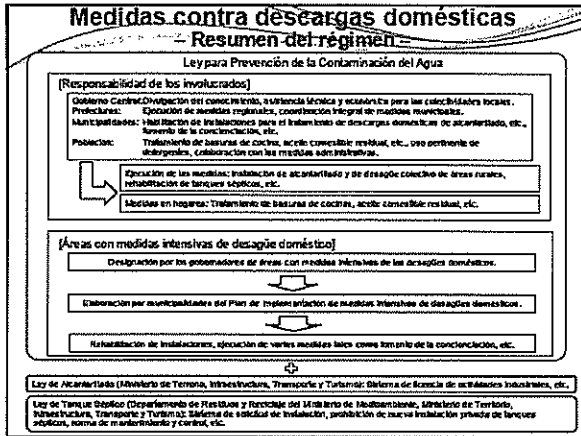 Medidas contra descargas domésticas
– Resumen del régimen –
Ley para Prevención de la Contaminación del Agua
[Responsabilidad de los involucrados]
Gobierno Central: Divulgación del conocimiento, asistencia técnica y económica para las colectividades locales.
Prefecturas: Ejecución de medidas regionales, coordinación integral de medidas municipales.
Municipalidades: Habilitación de instalaciones para el tratamiento de descargas domésticas de alcantarillado, etc.,
fomento de la concienciación, etc.
Población: Tratamiento de basuras de cocina, aceite comestible residual, etc., uso pertinente de
detergentes, colaboración con las medidas administrativas.
Ejecución de las medidas: Instalación de alcantarillado y de desagüe colectivo de áreas rurales,
rehabilitación de tanques sépticos, etc.
Medidas en hogares: Tratamiento de basuras de cocinas, aceite comestible residual, etc.
[Áreas con medidas intensivas de desagüe doméstico]
Designación por los gobernadores de áreas con medidas intensivas de las desagües domésticos.
Elaboración por municipalidades del Plan de Implementación de medidas intensivas de desagües domésticos.
Rehabilitación de instalaciones, ejecución de varias medidas tales como fomento de la concienciación, etc.
+
Ley de Alcantarillado (Ministerio de Terreno, Infraestructura, Transporte y Turismo): Sistema de licencia de actividades industriales, etc.
Ley de Tanque Séptico (Departamento de Residuos y Reciclaje del Ministerio de Medioambiente, Ministerio de Territorio,
Infraestructura, Transporte y Turismo): Sistema de solicitud de instalación, prohibición de nueva instalación privada de tanques
sépticos, norma de mantenimiento y control, etc.